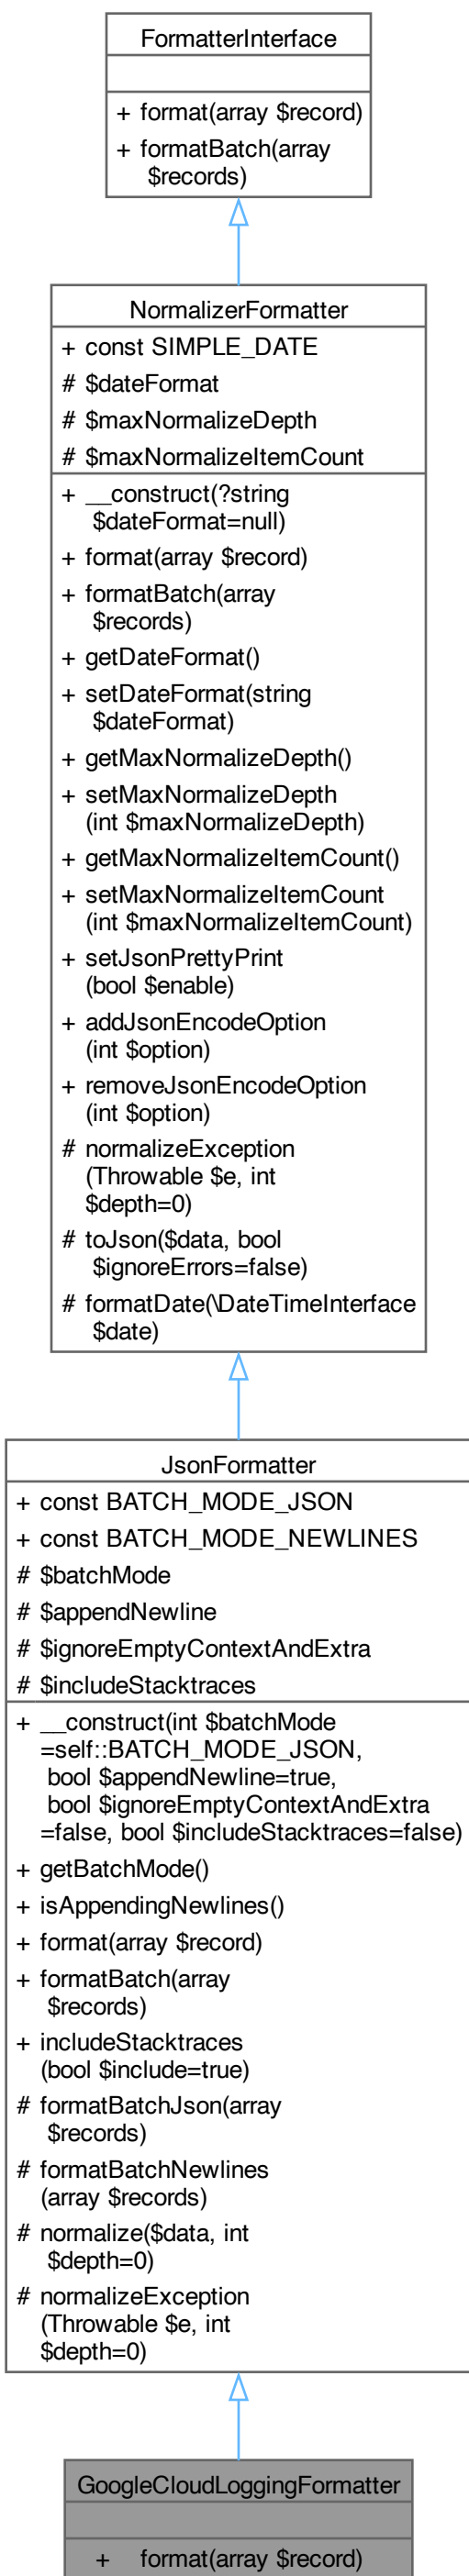 FormatterInterface
+ format(array $record)
+ formatBatch(array
$records)
NormalizerFormatter
+ const SIMPLE_DATE
# $dateFormat
# $maxNormalizeDepth
# $maxNormalizeItemCount
+ __construct(?string
$dateFormat=null)
+ format(array $record)
+ formatBatch(array
$records)
+ getDateFormat()
+ setDateFormat(string
$dateFormat)
+ getMaxNormalizeDepth()
+ setMaxNormalizeDepth
(int $maxNormalizeDepth)
+ getMaxNormalizeItemCount()
+ setMaxNormalizeItemCount
(int $maxNormalizeItemCount)
+ setJsonPrettyPrint
(bool $enable)
+ addJsonEncodeOption
(int $option)
+ removeJsonEncodeOption
(int $option)
# normalizeException
(Throwable $e, int
$depth=0)
# toJson($data, bool
$ignoreErrors=false)
# formatDate(\DateTimeInterface
$date)
JsonFormatter
+ const BATCH_MODE_JSON
+ const BATCH_MODE_NEWLINES
# $batchMode
# $appendNewline
# $ignoreEmptyContextAndExtra
# $includeStacktraces
+ __construct(int $batchMode
=self::BATCH_MODE_JSON,
bool $appendNewline=true,
bool $ignoreEmptyContextAndExtra
=false, bool $includeStacktraces=false)
+ getBatchMode()
+ isAppendingNewlines()
+ format(array $record)
+ formatBatch(array
$records)
+ includeStacktraces
(bool $include=true)
# formatBatchJson(array
$records)
# formatBatchNewlines
(array $records)
# normalize($data, int
$depth=0)
# normalizeException
(Throwable $e, int
$depth=0)
GoogleCloudLoggingFormatter
+ format(array $record)